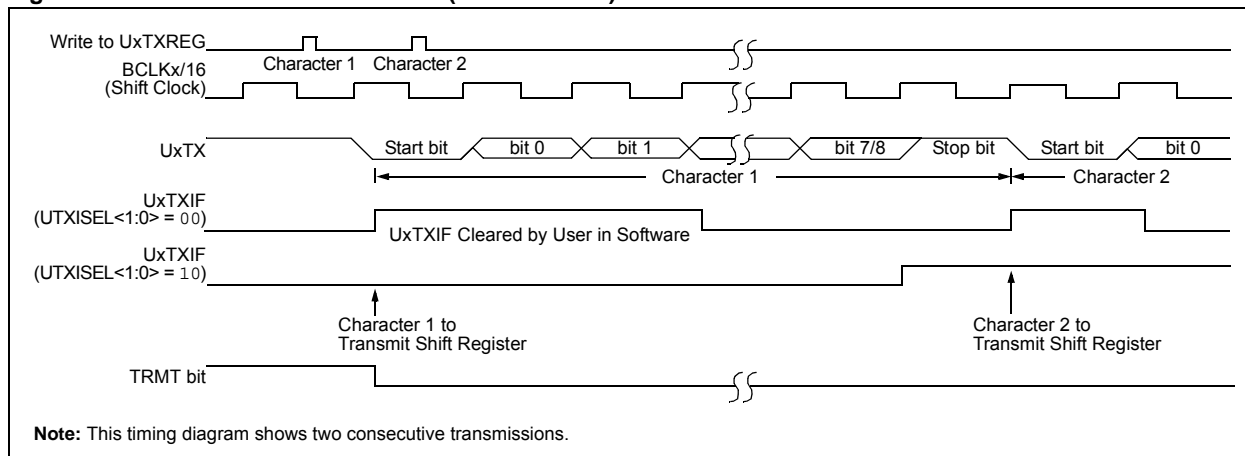 Write to UxTXREG
Character 1 Character 2
BCLKx/16
(Shift Clock)
UxTX
Start bit bit 0 bit 1 bit 7/8 Stop bit Start bit bit 0
Character 1 Character 2
UxTXIF
(UTXISEL<1:0> = 00)
UxTXIF Cleared by User in Software
UxTXIF
(UTXISEL<1:0> = 10)
Character 1 to
Transmit Shift Register
Character 2 to
Transmit Shift Register
TRMT bit
Note: This timing diagram shows two consecutive transmissions.